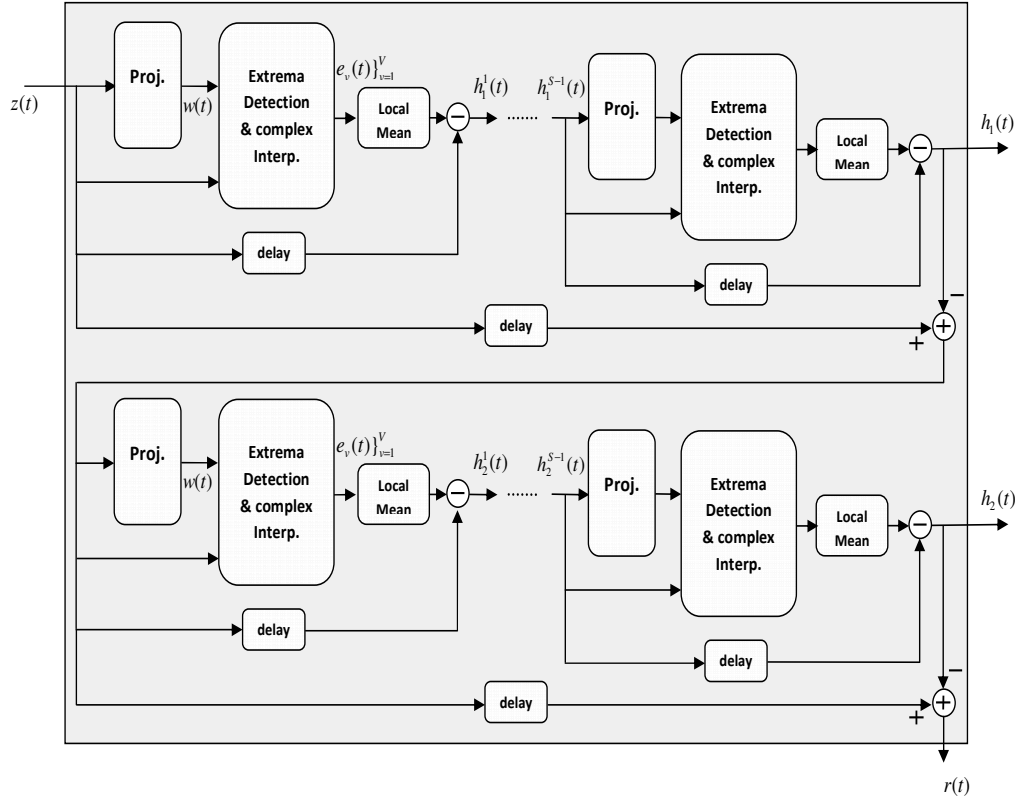 z(t)
Proj.
w(t)
Extrema
Detection
& complex
Interp.
e_v(t)}_{v=1}^V
Local
Mean
−
h_1^1(t)
.......
h_1^{S-1}(t)
Proj.
Extrema
Detection
& complex
Interp.
Local
Mean
−
h_1(t)
delay
delay
delay
−
+
+
Proj.
w(t)
Extrema
Detection
& complex
Interp.
e_v(t)}_{v=1}^V
Local
Mean
−
h_2^1(t)
.......
h_2^{S-1}(t)
Proj.
Extrema
Detection
& complex
Interp.
Local
Mean
−
h_2(t)
delay
delay
delay
−
+
+
r(t)